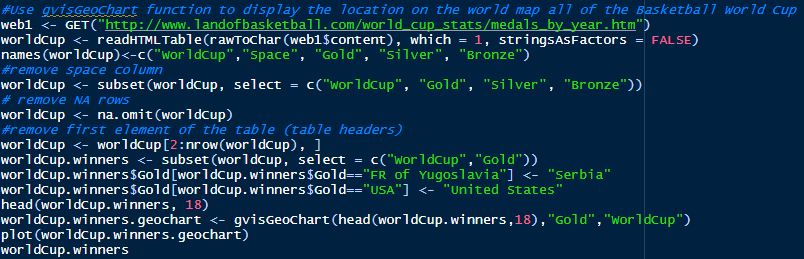 #Use gvisGeoChart function to display the location on the world map all of the Basketball World Cup
web1 <- GET("http://www.landofbasketball.com/world_cup_stats/medals_by_year.htm")
worldCup <- readHTMLTable(rawToChar(web1$content), which = 1, stringsAsFactors = FALSE)
names(worldCup)<-c("WorldCup","Space", "Gold", "Silver", "Bronze")
#remove space column
worldCup <- subset(worldCup, select = c("WorldCup", "Gold", "Silver", "Bronze"))
# remove NA rows
worldCup <- na.omit(worldCup)
#remove first element of the table (table headers)
worldCup <- worldCup[2:nrow(worldCup), ]
worldCup.winners <- subset(worldCup, select = c("WorldCup","Gold"))
worldCup.winners$Gold[worldCup.winners$Gold=="FR of Yugoslavia"] <- "Serbia"
worldCup.winners$Gold[worldCup.winners$Gold=="USA"] <- "United States"
head(worldCup.winners, 18)
worldCup.winners.geochart <- gvisGeoChart(head(worldCup.winners,18),"Gold","WorldCup")
plot(worldCup.winners.geochart)
worldCup.winners